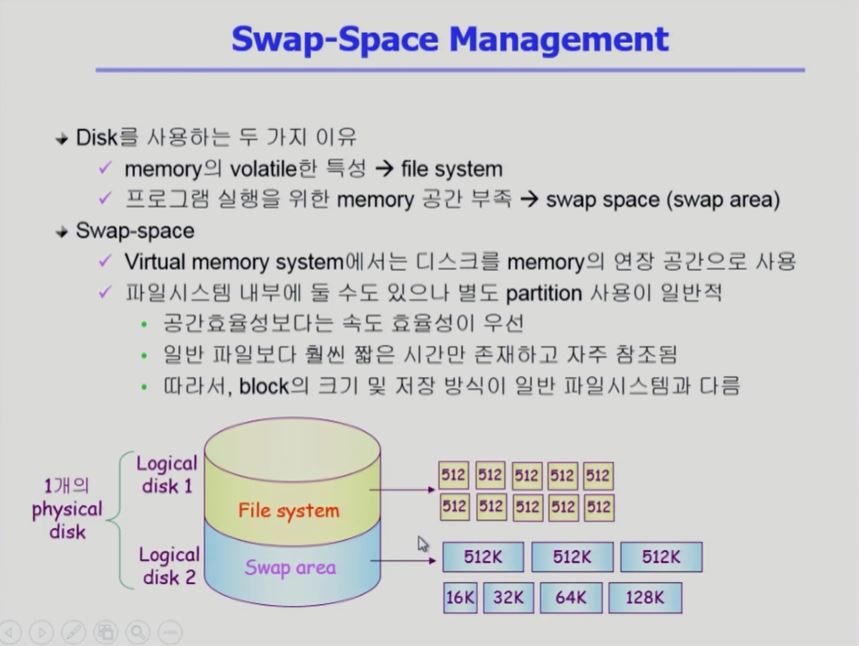 Swap-Space Management
Disk를 사용하는 두 가지 이유
memory의 volatile한 특성 → file system
프로그램 실행을 위한 memory 공간 부족 → swap space (swap area)
Swap-space
Virtual memory system에서는 디스크를 memory의 연장 공간으로 사용
파일시스템 내부에 둘 수도 있으나 별도 partition 사용이 일반적
공간효율성보다는 속도 효율성이 우선
일반 파일보다 훨씬 짧은 시간만 존재하고 자주 참조됨
따라서, block의 크기 및 저장 방식이 일반 파일시스템과 다름
1개의
physical
disk
Logical
disk 1
Logical
disk 2
File system
Swap area
512 512 512 512 512
512 512 512 512 512
512K 512K 512K
16K 32K 64K 128K